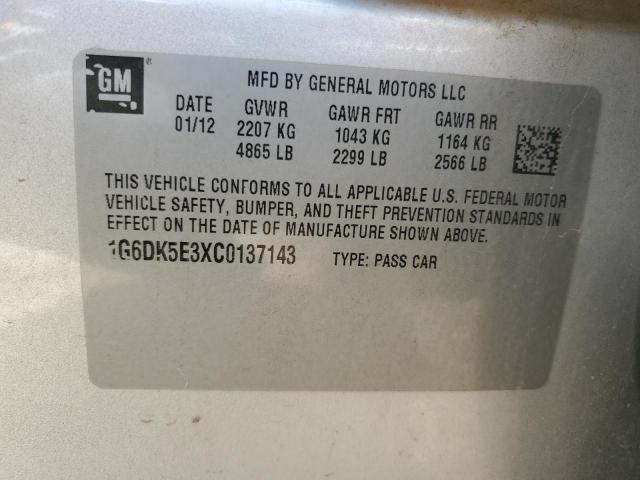 GM
MFD BY GENERAL MOTORS LLC
DATE GVWR GAWR FRT GAWR RR
01/12 2207 KG 1043 KG 1164 KG
4865 LB 2299 LB 2566 LB
THIS VEHICLE CONFORMS TO ALL APPLICABLE U.S. FEDERAL MOTOR
VEHICLE SAFETY, BUMPER, AND THEFT PREVENTION STANDARDS IN
EFFECT ON THE DATE OF MANUFACTURE SHOWN ABOVE.
1G6DK5E3XC0137143 TYPE: PASS CAR